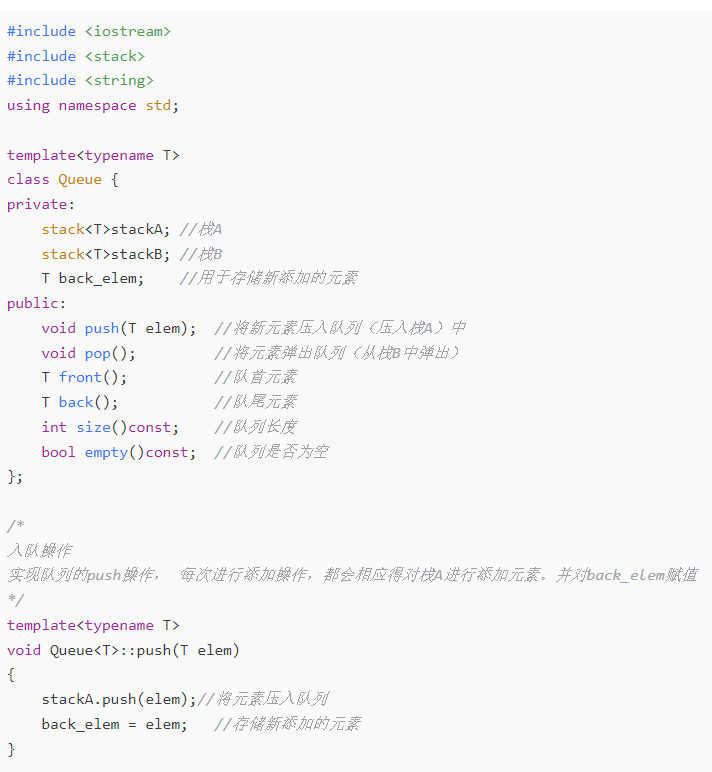 #include <iostream>
#include <stack>
#include <string>
using namespace std;
template<typename T>
class Queue {
private:
    stack<T>stackA; //栈A
    stack<T>stackB; //栈B
    T back_elem;    //用于存储新添加的元素
public:
    void push(T elem);  //将新元素压入队列（压入栈A）中
    void pop();         //将元素弹出队列（从栈B中弹出）
    T front();          //队首元素
    T back();           //队尾元素
    int size()const;    //队列长度
    bool empty()const;  //队列是否为空
};
/*
入队操作
实现队列的push操作， 每次进行添加操作，都会相应得对栈A进行添加元素．并对back_elem赋值
*/
template<typename T>
void Queue<T>::push(T elem)
{
    stackA.push(elem);//将元素压入队列
    back_elem = elem;   //存储新添加的元素
}